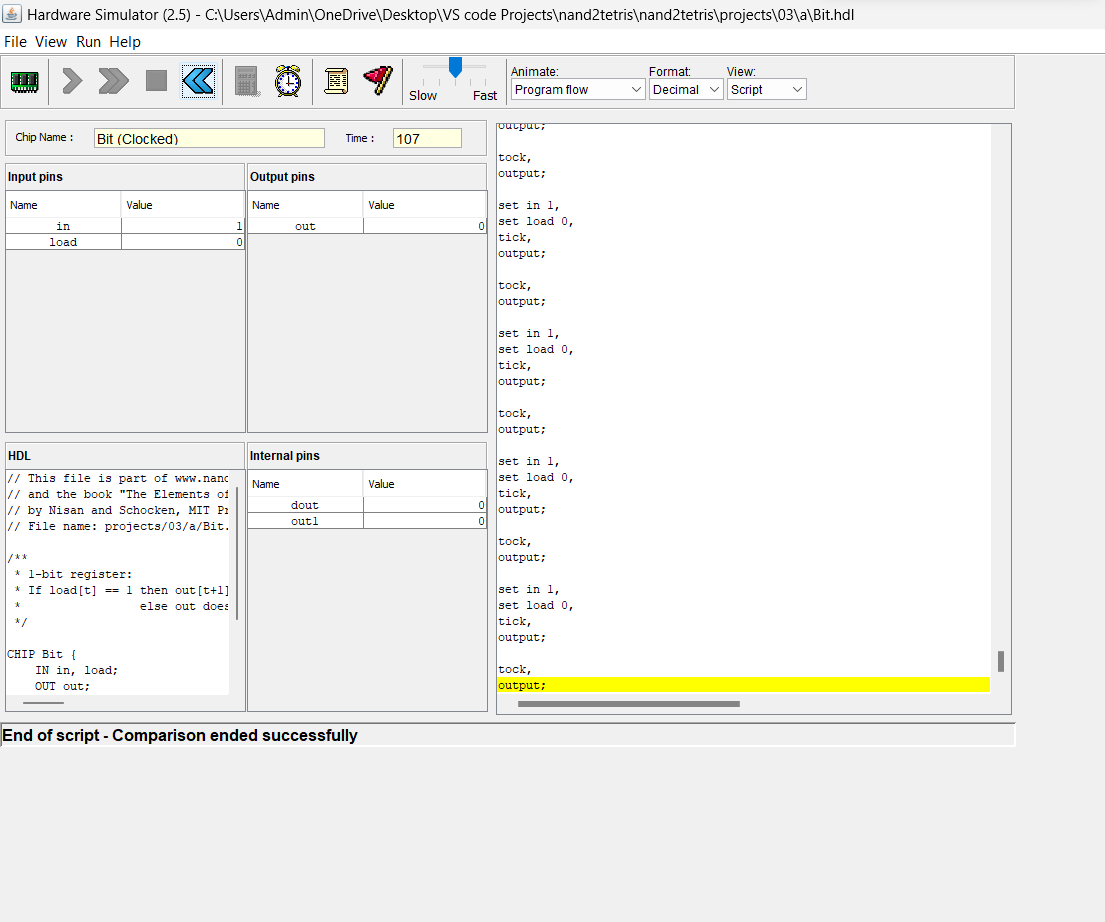 Hardware Simulator (2.5) - C:\Users\Admin\OneDrive\Desktop\VS code Projects\nand2tetris\nand2tetris\projects\03\a\Bit.hdl
File View Run Help
Slow Fast
Animate:
Program flow
Format:
Decimal
View:
Script
Chip Name :
Bit (Clocked)
Time :
107
Input pins
Name Value
in 1
load 0
Output pins
Name Value
out 0
HDL
// This file is part of www.nand
// and the book "The Elements of
// by Nisan and Schocken, MIT Pr
// File name: projects/03/a/Bit.
/**
* 1-bit register:
* If load[t] == 1 then out[t+1]
* else out does
*/
CHIP Bit {
IN in, load;
OUT out;
Internal pins
Name Value
dout 0
out1 0
output;
tock,
output;
set in 1,
set load 0,
tick,
output;
tock,
output;
set in 1,
set load 0,
tick,
output;
tock,
output;
set in 1,
set load 0,
tick,
output;
tock,
output;
set in 1,
set load 0,
tick,
output;
tock,
output;
End of script - Comparison ended successfully